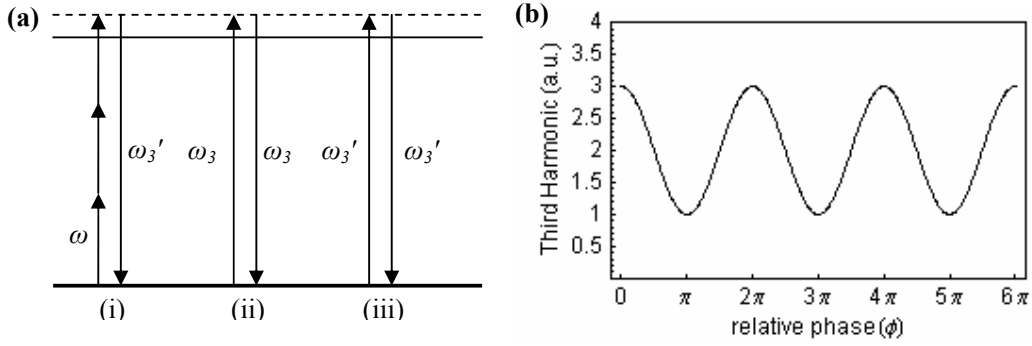 (a)
ω
ω₃'
ω₃
ω₃
ω₃'
ω₃'
(i)
(ii)
(iii)
(b)
Third Harmonic (a.u.)
4
3.5
3
2.5
2
1.5
1
0.5
0
π
2π
3π
4π
5π
6π
relative phase (ϕ)